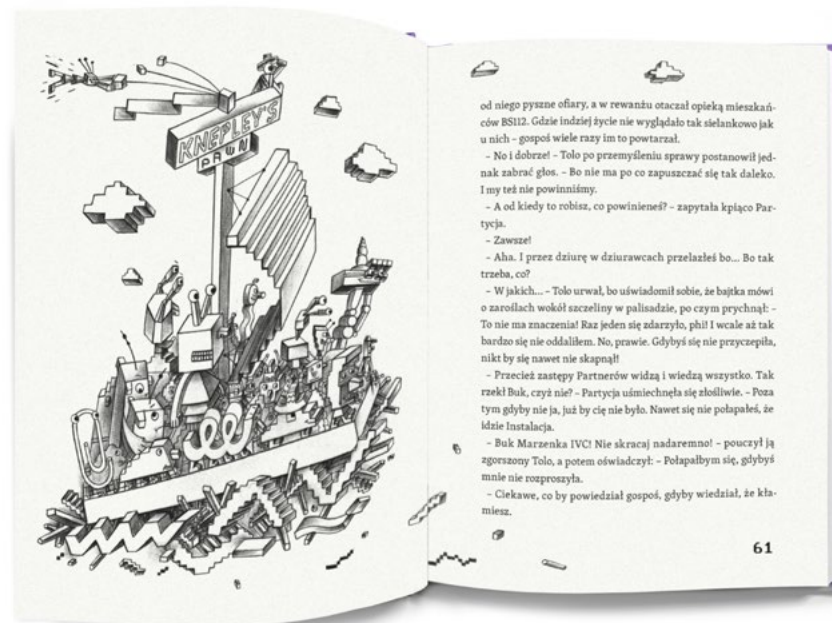 KNEPLEY'S
PAWN
od niego pyszne ofiary, a w rewanżu otaczał opieką mieszkań-
ców BS112. Gdzie indziej życie nie wyglądało tak sielankowo jak
u nich – gospoś wiele razy im to powtarzał.
– No i dobrze! – Tolo po przemyśleniu sprawy postanowił jed-
nak zabrać głos. – Bo nie ma po co zapuszczać się tak daleko.
I my też nie powinniśmy.
– A od kiedy to robisz, co powinieneś? – zapytała kpiąco Par-
tycja.
– Zawsze!
– Aha. I przez dziurę w dziurawcach przelazłeś bo... Bo tak
trzeba, co?
– W jakich... – Tolo urwał, bo uświadomił sobie, że bajtka mówi
o zaroślach wokół szczeliny w palisadzie, po czym prychnął: –
To nie ma znaczenia! Raz jeden się zdarzyło, phi! I wcale aż tak
bardzo się nie oddaliłem. No, prawie. Gdybyś się nie przyczepiła,
nikt by się nawet nie skapnął!
– Przecież zastępy Partnerów widzą i wiedzą wszystko. Tak
rzekł Buk, czyż nie? – Partycja uśmiechnęła się złośliwie. – Poza
tym gdyby nie ja, już by cię nie było. Nawet się nie połapałeś, że
idzie Instalacja.
– Buk Marzenka IVC! Nie skracaj nadaremno! – pouczył ją
zgorszony Tolo, a potem oświadczył: – Połapałbym się, gdybyś
mnie nie rozproszyła.
– Ciekawe, co by powiedział gospoś, gdyby wiedział, że kła-
miesz.
61